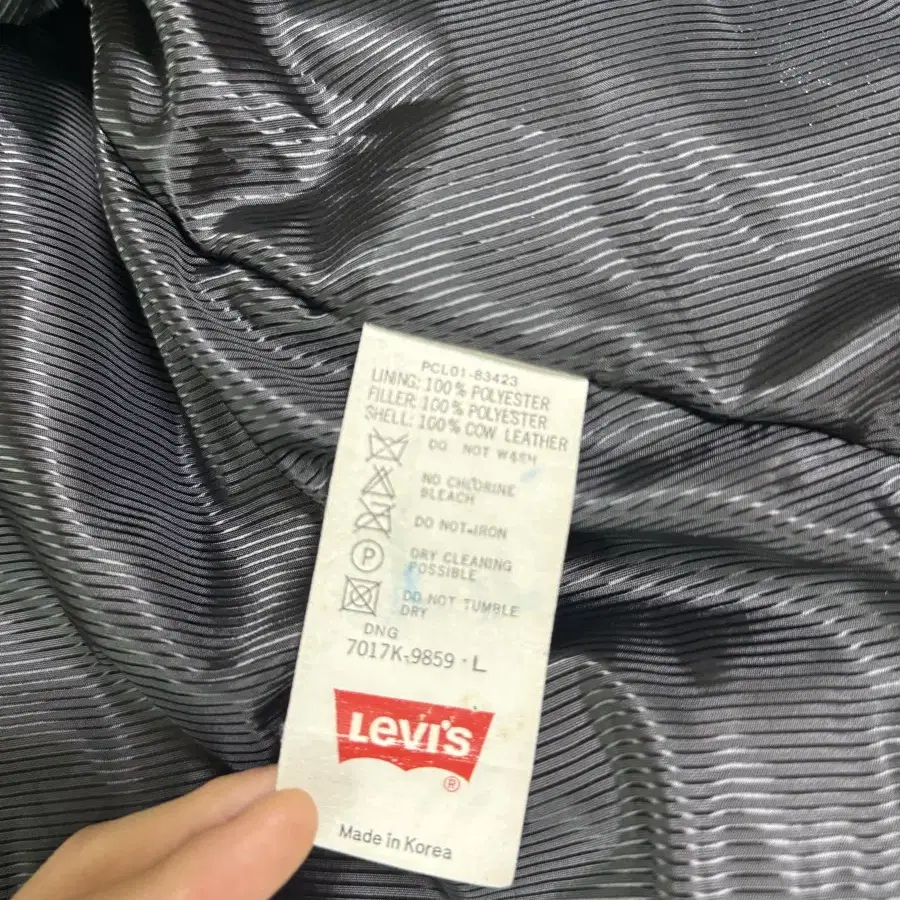 PCL01-83423
LINING: 100% POLYESTER
FILLER: 100% POLYESTER
SHELL: 100% COW LEATHER
DO NOT WASH
NO CHLORINE
BLEACH
DO NOT IRON
P
DRY CLEANING
POSSIBLE
DO NOT TUMBLE
DRY
DNG
7017K-9859 · L
LEVI'S
®
Made in Korea